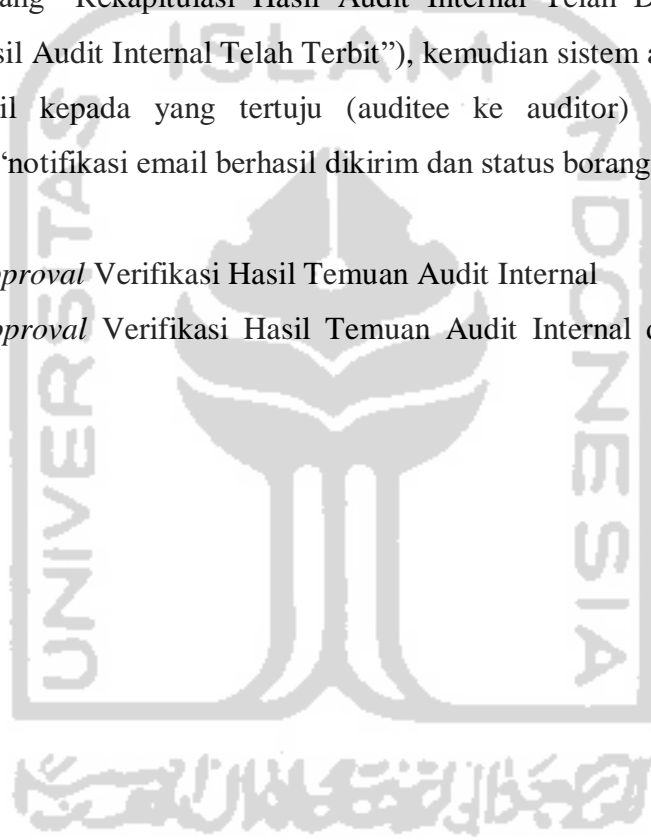 ang "Rekapitulasi Hasil Audit Internal Telah D
sil Audit Internal Telah Terbit"), kemudian sistem a
il kepada yang tertuju (auditee ke auditor)
“notifikasi email berhasil dikirim dan status borang
pproval Verifikasi Hasil Temuan Audit Internal
pproval Verifikasi Hasil Temuan Audit Internal d
ISLAM
UNIVERSITAS
INDONESIA